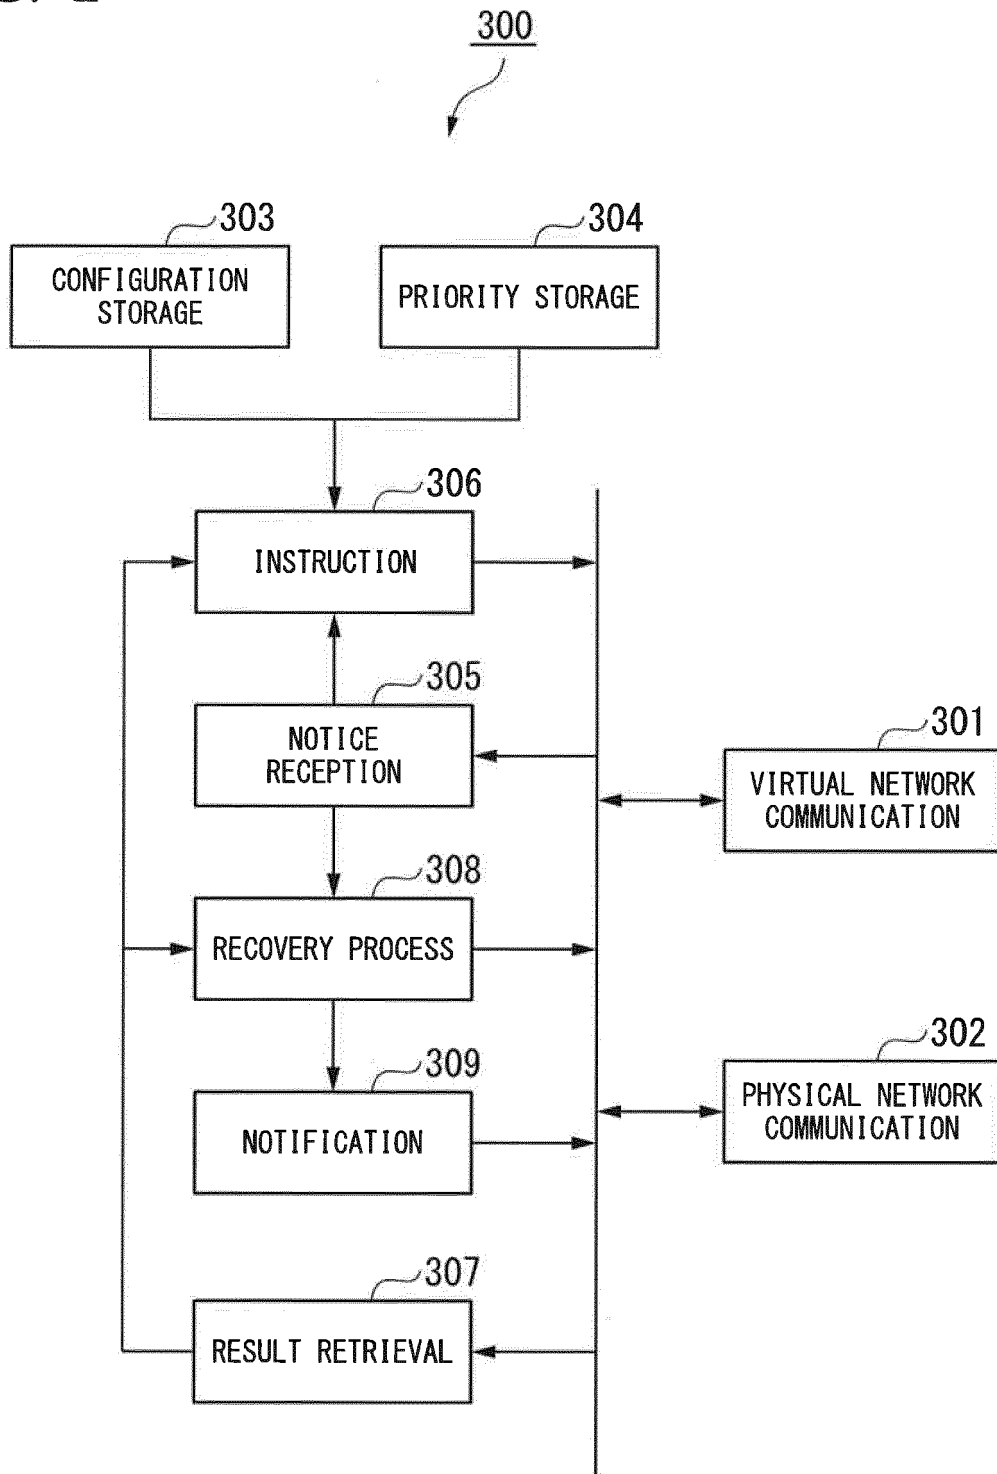 300
303
304
CONFIGURATION
STORAGE
PRIORITY STORAGE
306
INSTRUCTION
305
NOTICE
RECEPTION
301
VIRTUAL NETWORK
COMMUNICATION
308
RECOVERY PROCESS
302
PHYSICAL NETWORK
COMMUNICATION
309
NOTIFICATION
307
RESULT RETRIEVAL